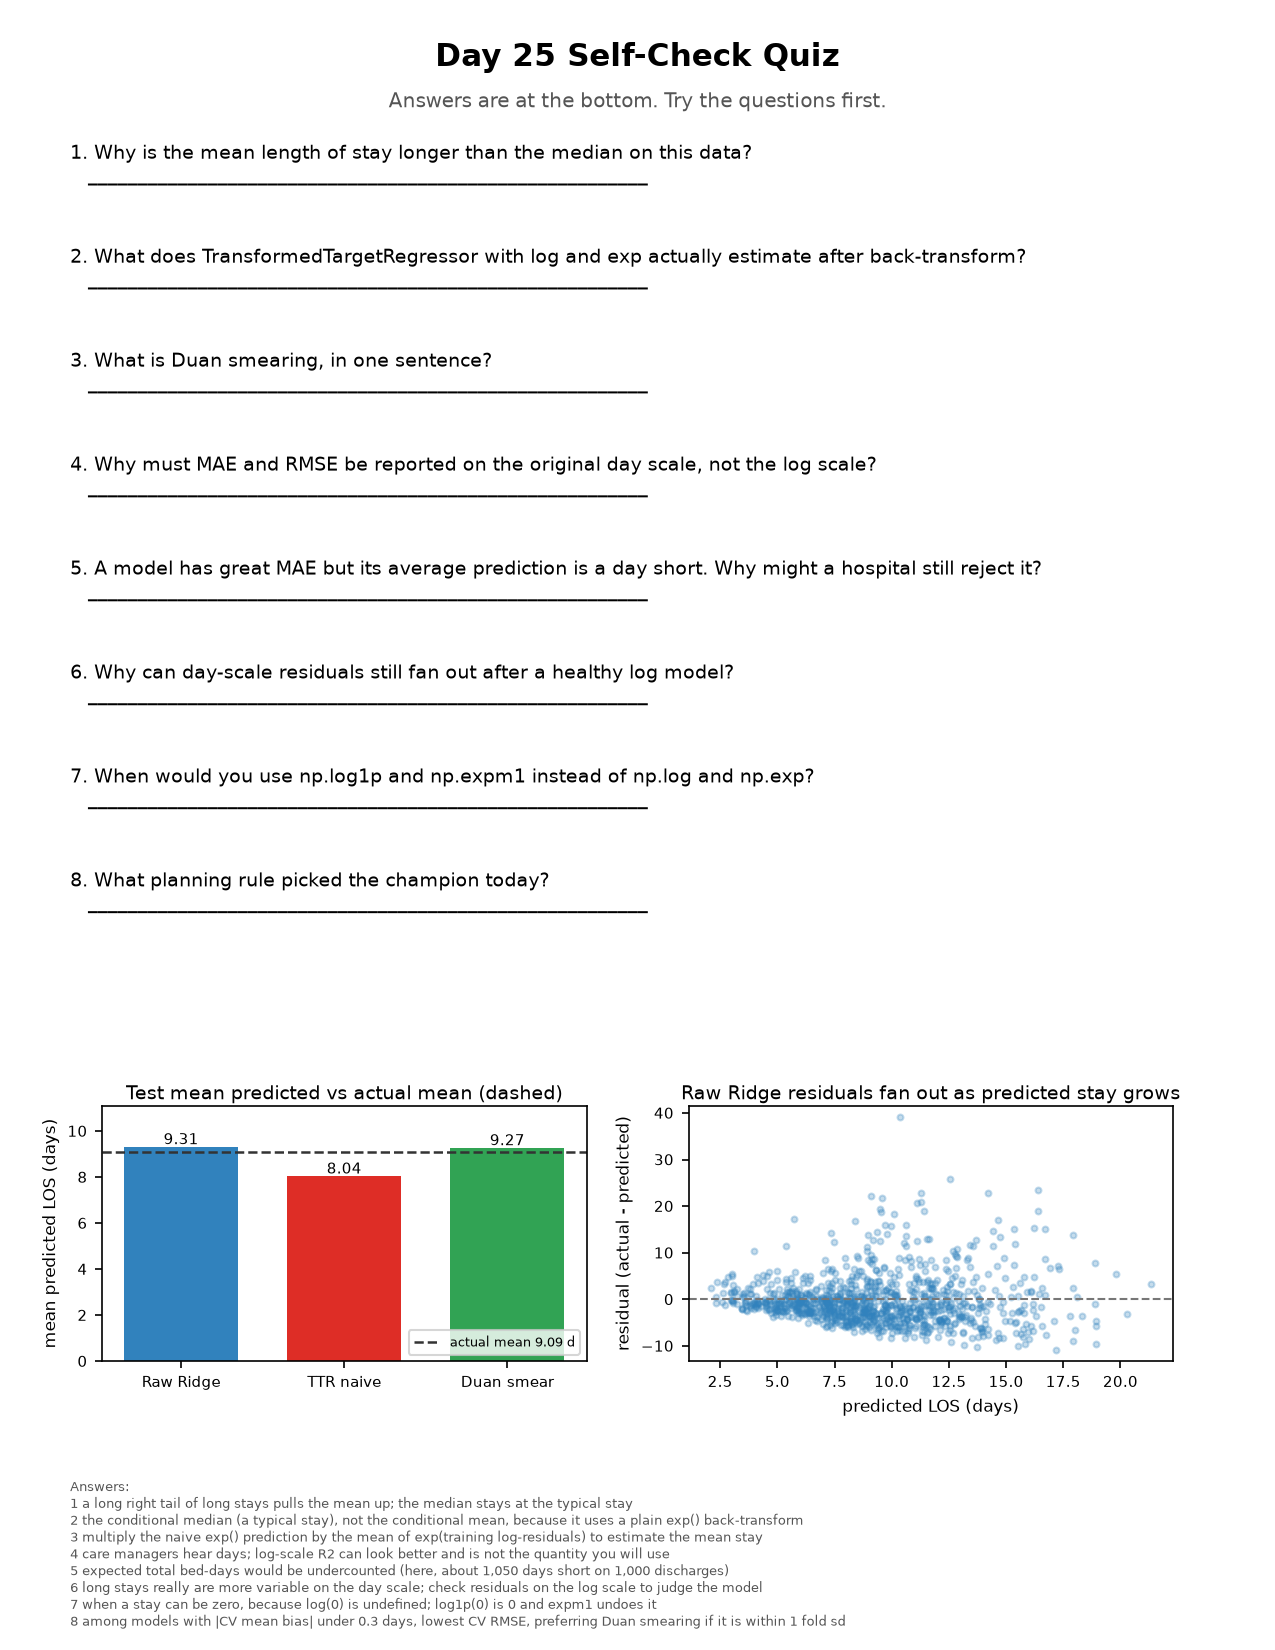 Day 25 Self-Check Quiz
Answers are at the bottom. Try the questions first.
1. Why is the mean length of stay longer than the median on this data?
2. What does TransformedTargetRegressor with log and exp actually estimate after back-transform?
3. What is Duan smearing, in one sentence?
4. Why must MAE and RMSE be reported on the original day scale, not the log scale?
5. A model has great MAE but its average prediction is a day short. Why might a hospital still reject it?
6. Why can day-scale residuals still fan out after a healthy log model?
7. When would you use np.log1p and np.expm1 instead of np.log and np.exp?
8. What planning rule picked the champion today?
Test mean predicted vs actual mean (dashed)
mean predicted LOS (days)
10
8
6
4
2
0
9.31
8.04
9.27
actual mean 9.09 d
Raw Ridge
TTR naive
Duan smear
Raw Ridge residuals fan out as predicted stay grows
residual (actual - predicted)
40
30
20
10
0
−10
2.5
5.0
7.5
10.0
12.5
15.0
17.5
20.0
predicted LOS (days)
Answers:
1 a long right tail of long stays pulls the mean up; the median stays at the typical stay
2 the conditional median (a typical stay), not the conditional mean, because it uses a plain exp() back-transform
3 multiply the naive exp() prediction by the mean of exp(training log-residuals) to estimate the mean stay
4 care managers hear days; log-scale R2 can look better and is not the quantity you will use
5 expected total bed-days would be undercounted (here, about 1,050 days short on 1,000 discharges)
6 long stays really are more variable on the day scale; check residuals on the log scale to judge the model
7 when a stay can be zero, because log(0) is undefined; log1p(0) is 0 and expm1 undoes it
8 among models with |CV mean bias| under 0.3 days, lowest CV RMSE, preferring Duan smearing if it is within 1 fold sd